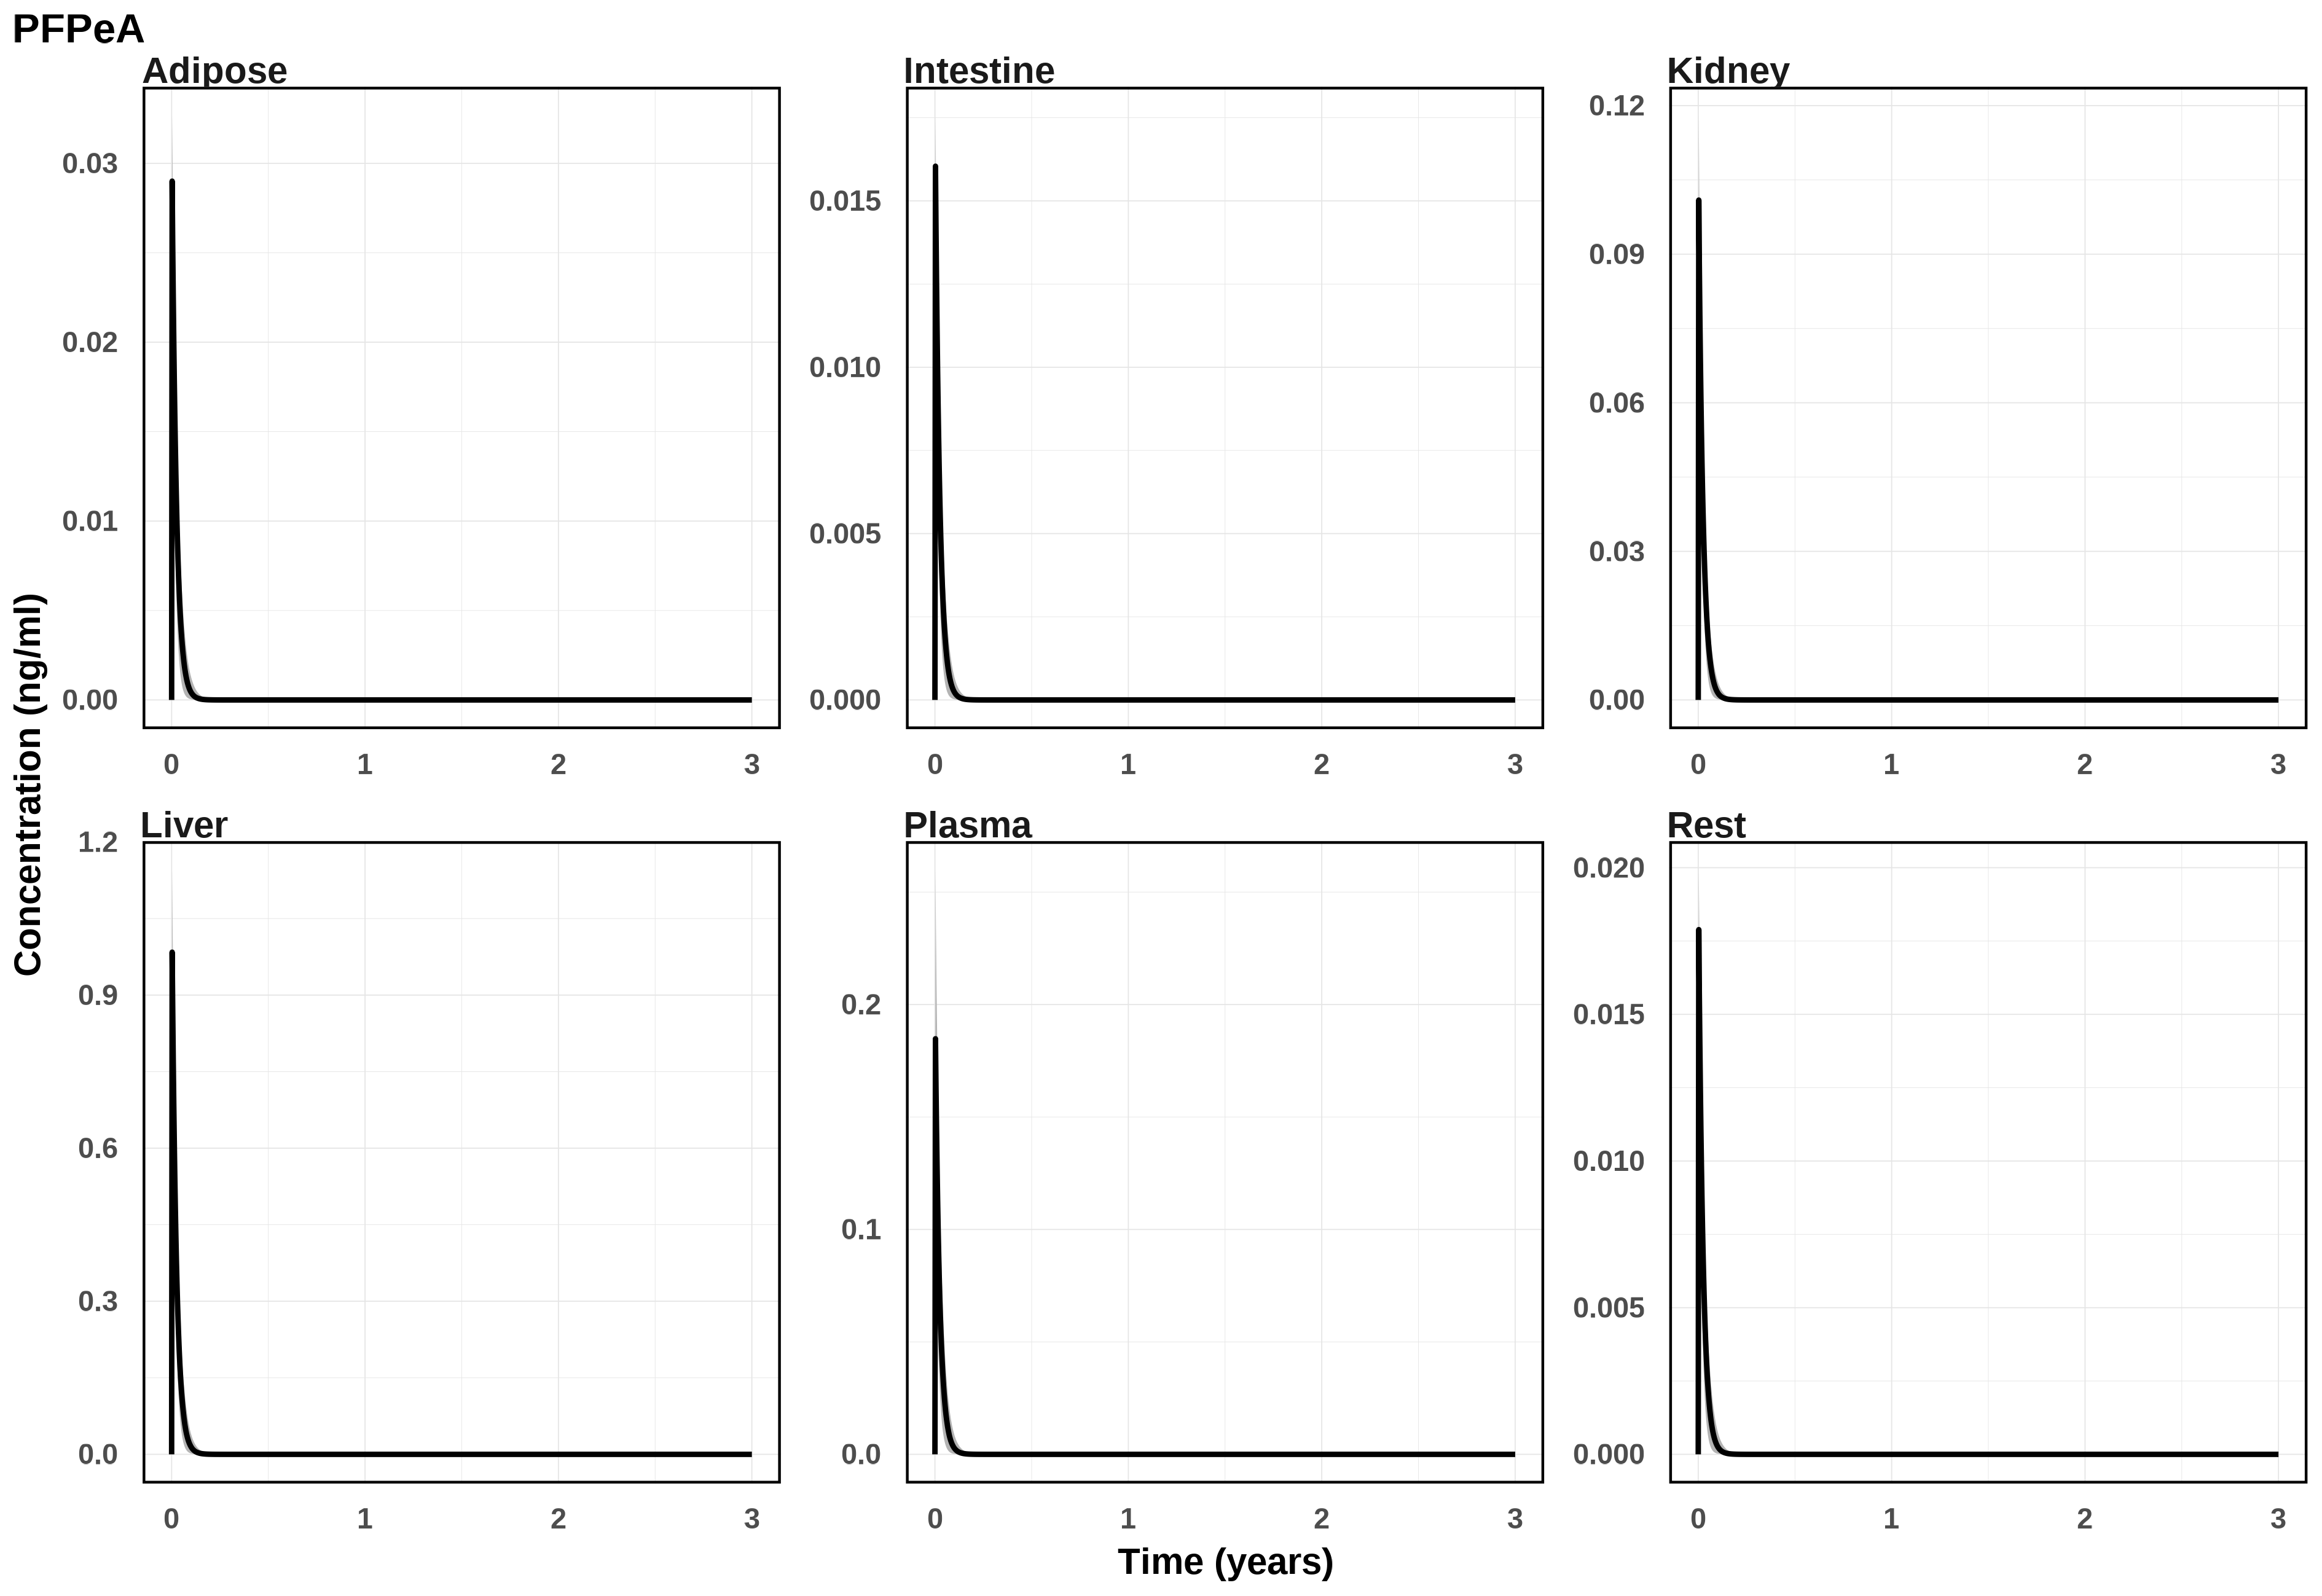 PFPeA
Adipose
Intestine
Kidney
0.03
0.02
0.01
0.00
0.015
0.010
0.005
0.000
0.12
0.09
0.06
0.03
0.00
0 1 2 3
0 1 2 3
0 1 2 3
Concentration (ng/ml)
Liver
Plasma
Rest
1.2
0.9
0.6
0.3
0.0
0.2
0.1
0.0
0.020
0.015
0.010
0.005
0.000
0 1 2 3
0 1 2 3
0 1 2 3
Time (years)